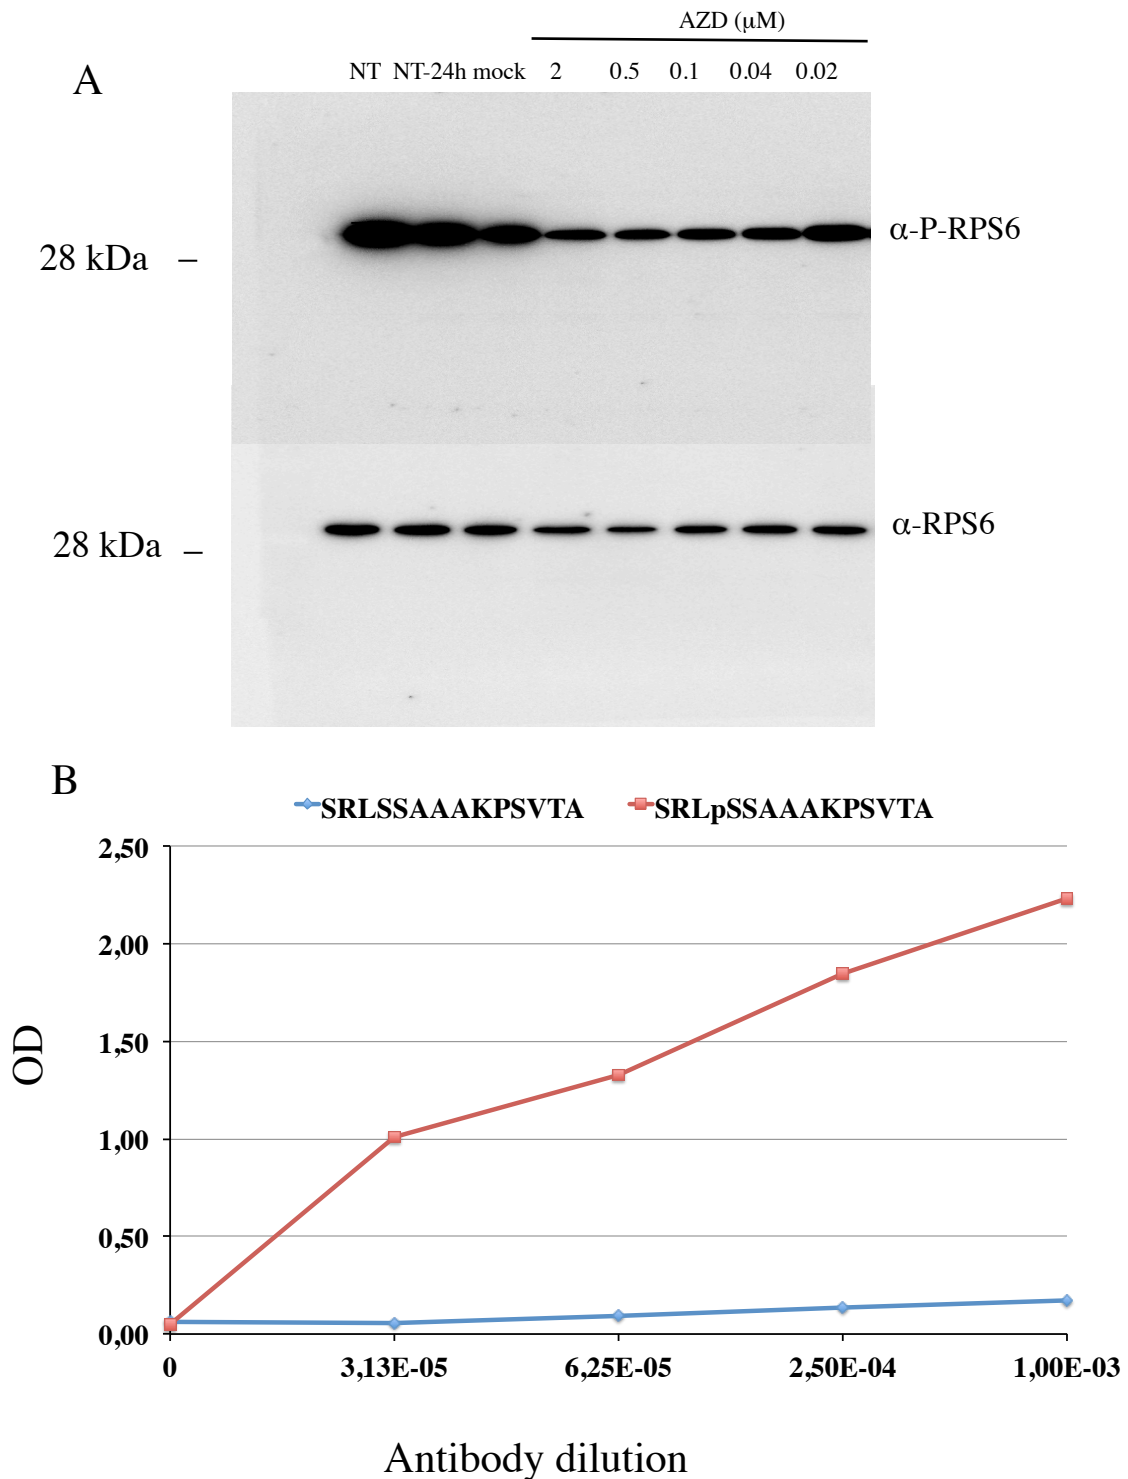 AZD (μM)
A
NT NT-24h mock 2 0.5 0.1 0.04 0.02
α-P-RPS6
28 kDa –
α-RPS6
28 kDa –
B
SRLSSAAAKPSVTA SRLpSSAAAKPSVTA
2,50
2,00
1,50
1,00
0,50
0,00
OD
0 3,13E-05 6,25E-05 2,50E-04 1,00E-03
Antibody dilution